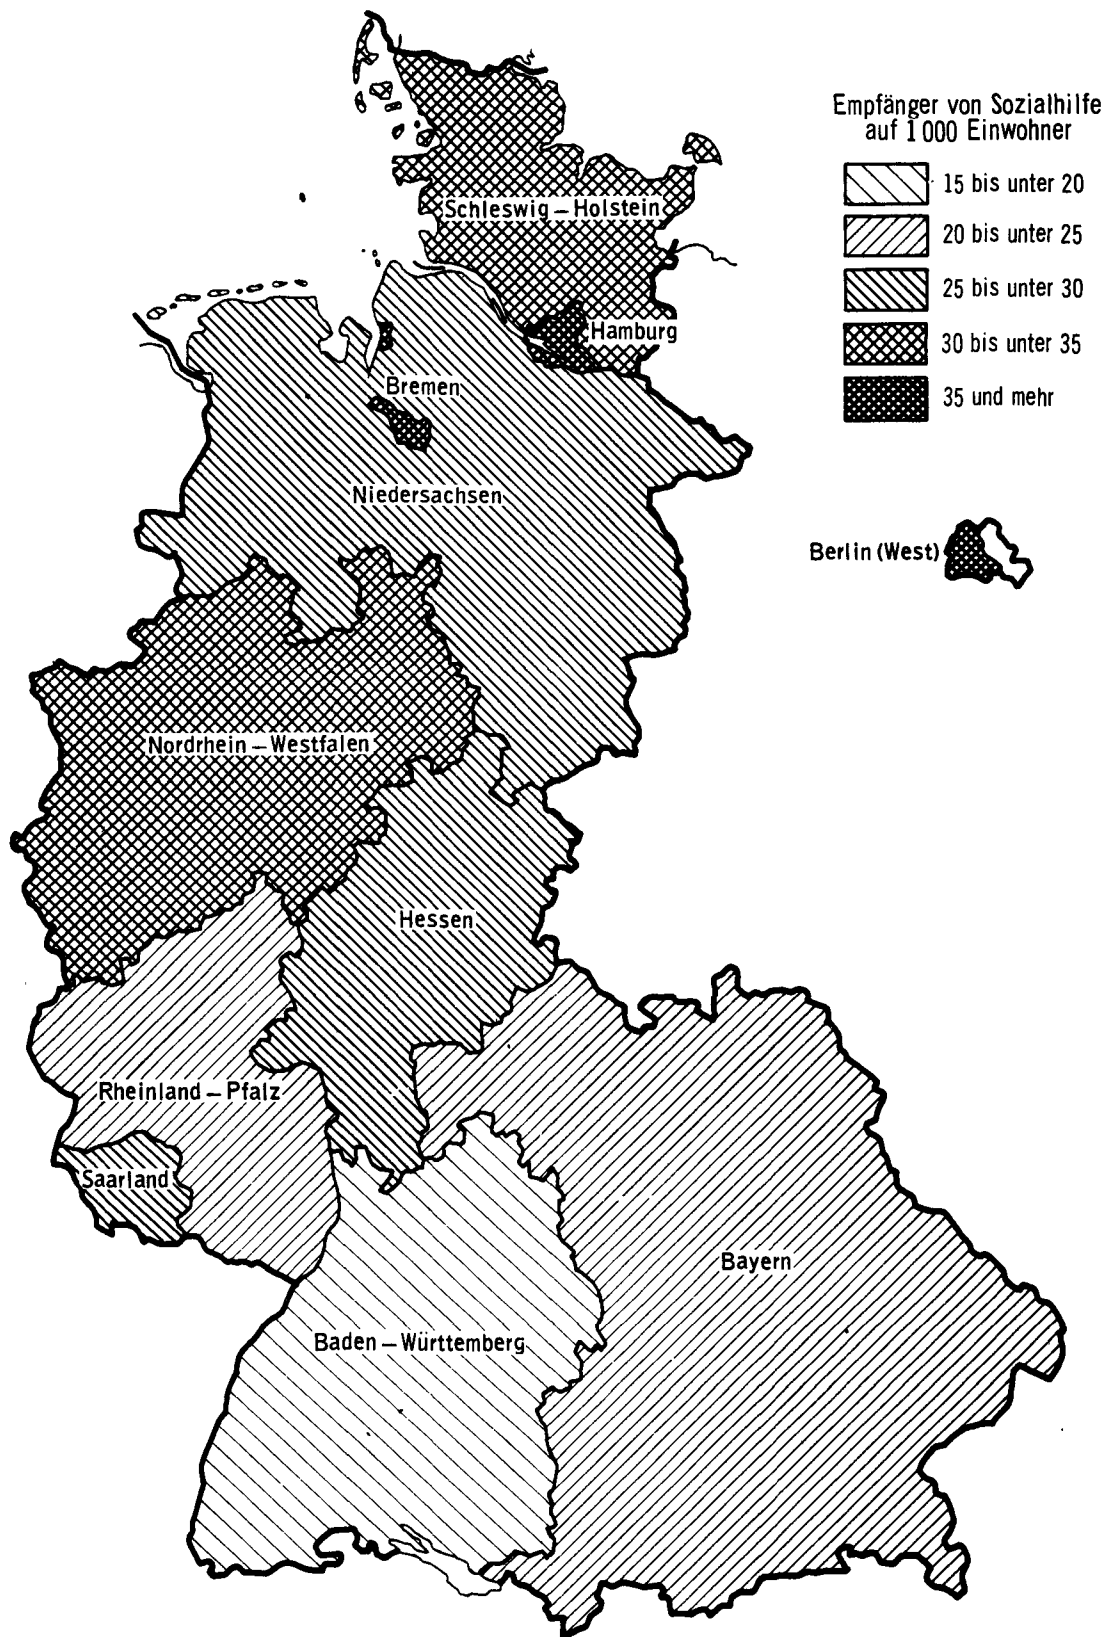 Empfänger von Sozialhilfe
auf 1000 Einwohner
15 bis unter 20
20 bis unter 25
25 bis unter 30
30 bis unter 35
35 und mehr
Schleswig – Holstein
Hamburg
Bremen
Niedersachsen
Berlin (West)
Nordrhein – Westfalen
Hessen
Rheinland – Pfalz
Saarland
Bayern
Baden – Württemberg